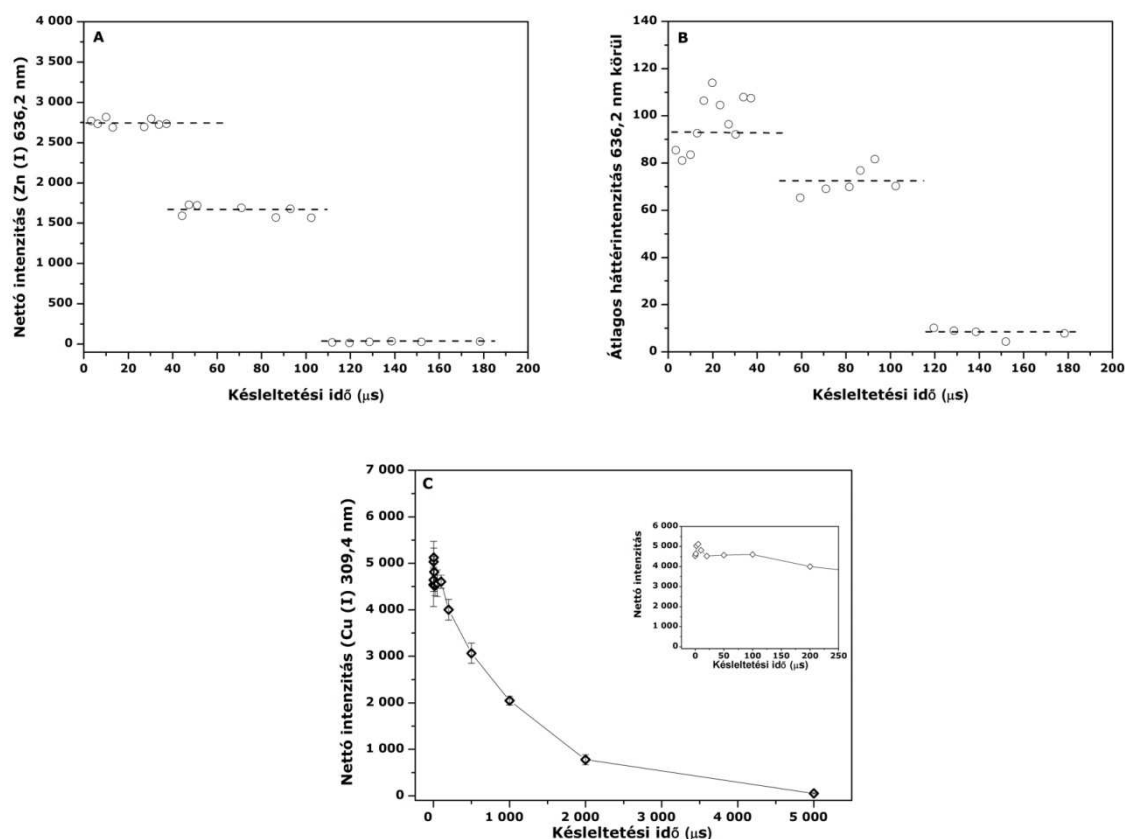 A
Nettó intenzitás (Zn (I) 636,2 nm)
4 000
3 500
3 000
2 500
2 000
1 500
1 000
500
0
0 20 40 60 80 100 120 140 160 180 200
Késleltetési idő (μs)
B
Átlagos háttérintenzitás 636,2 nm körül
140
120
100
80
60
40
20
0
0 20 40 60 80 100 120 140 160 180 200
Késleltetési idő (μs)
C
Nettó intenzitás (Cu (I) 309,4 nm)
7 000
6 000
5 000
4 000
3 000
2 000
1 000
0
0 1 000 2 000 3 000 4 000 5 000
Késleltetési idő (μs)
Nettó intenzitás
6 000
5 000
4 000
3 000
2 000
1 000
0
0 50 100 150 200 250
Késleltetési idő (μs)